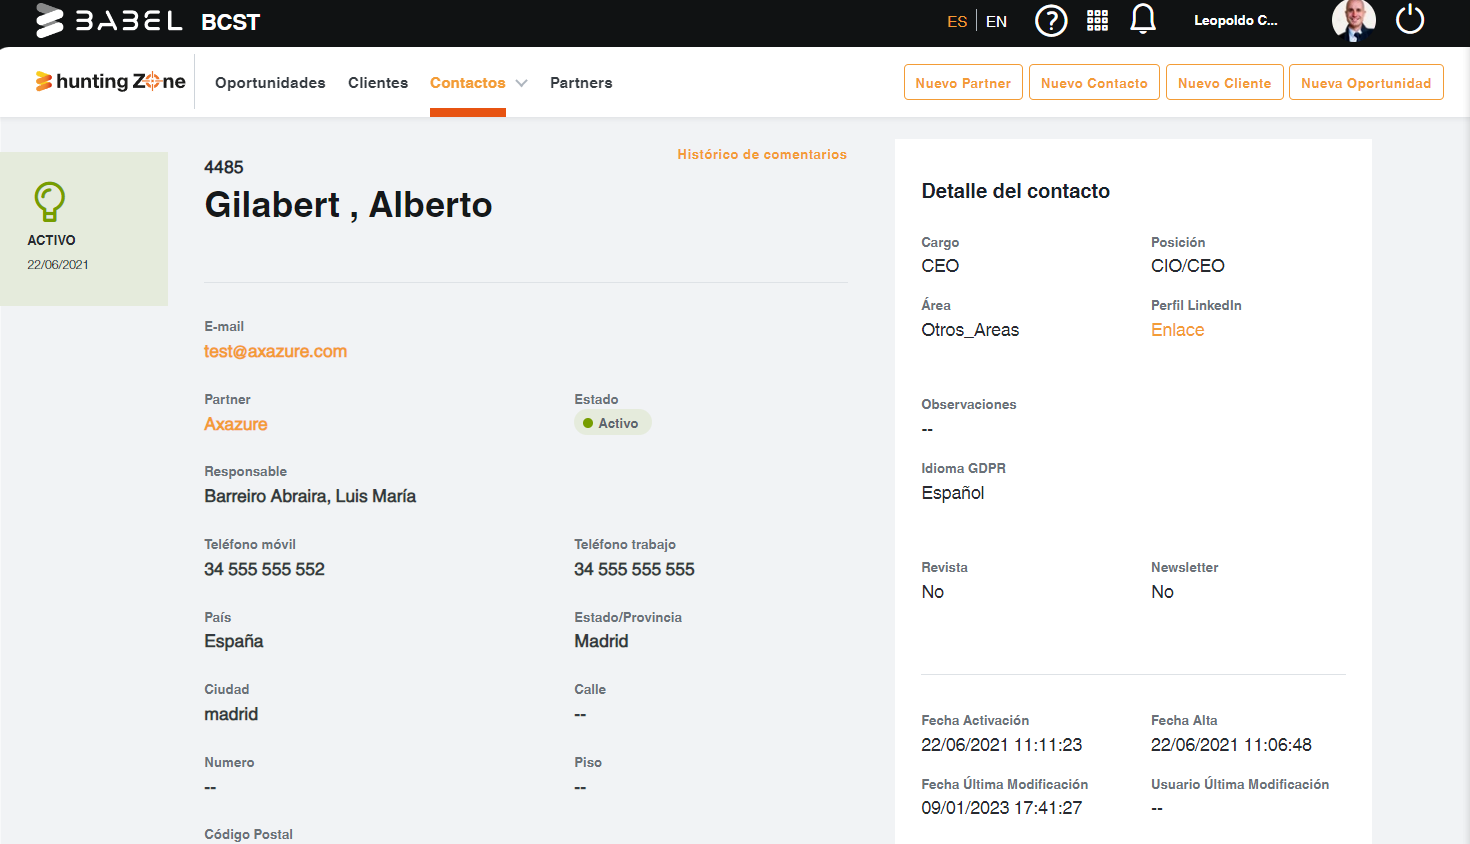 BABEL BCST
ES EN
Leopoldo C...
hunting Zone
Oportunidades Clientes Contactos Partners
Nuevo Partner Nuevo Contacto Nuevo Cliente Nueva Oportunidad
ACTIVO
22/06/2021
4485
Histórico de comentarios
Gilabert , Alberto
E-mail
test@axazure.com
Partner Estado
Axazure Activo
Responsable
Barreiro Abraira, Luis María
Teléfono móvil Teléfono trabajo
34 555 555 552 34 555 555 555
País Estado/Provincia
España Madrid
Ciudad Calle
madrid --
Numero Piso
-- --
Código Postal
Detalle del contacto
Cargo Posición
CEO CIO/CEO
Área Perfil LinkedIn
Otros_Areas Enlace
Observaciones
--
Idioma GDPR
Español
Revista Newsletter
No No
Fecha Activación Fecha Alta
22/06/2021 11:11:23 22/06/2021 11:06:48
Fecha Última Modificación Usuario Última Modificación
09/01/2023 17:41:27 --